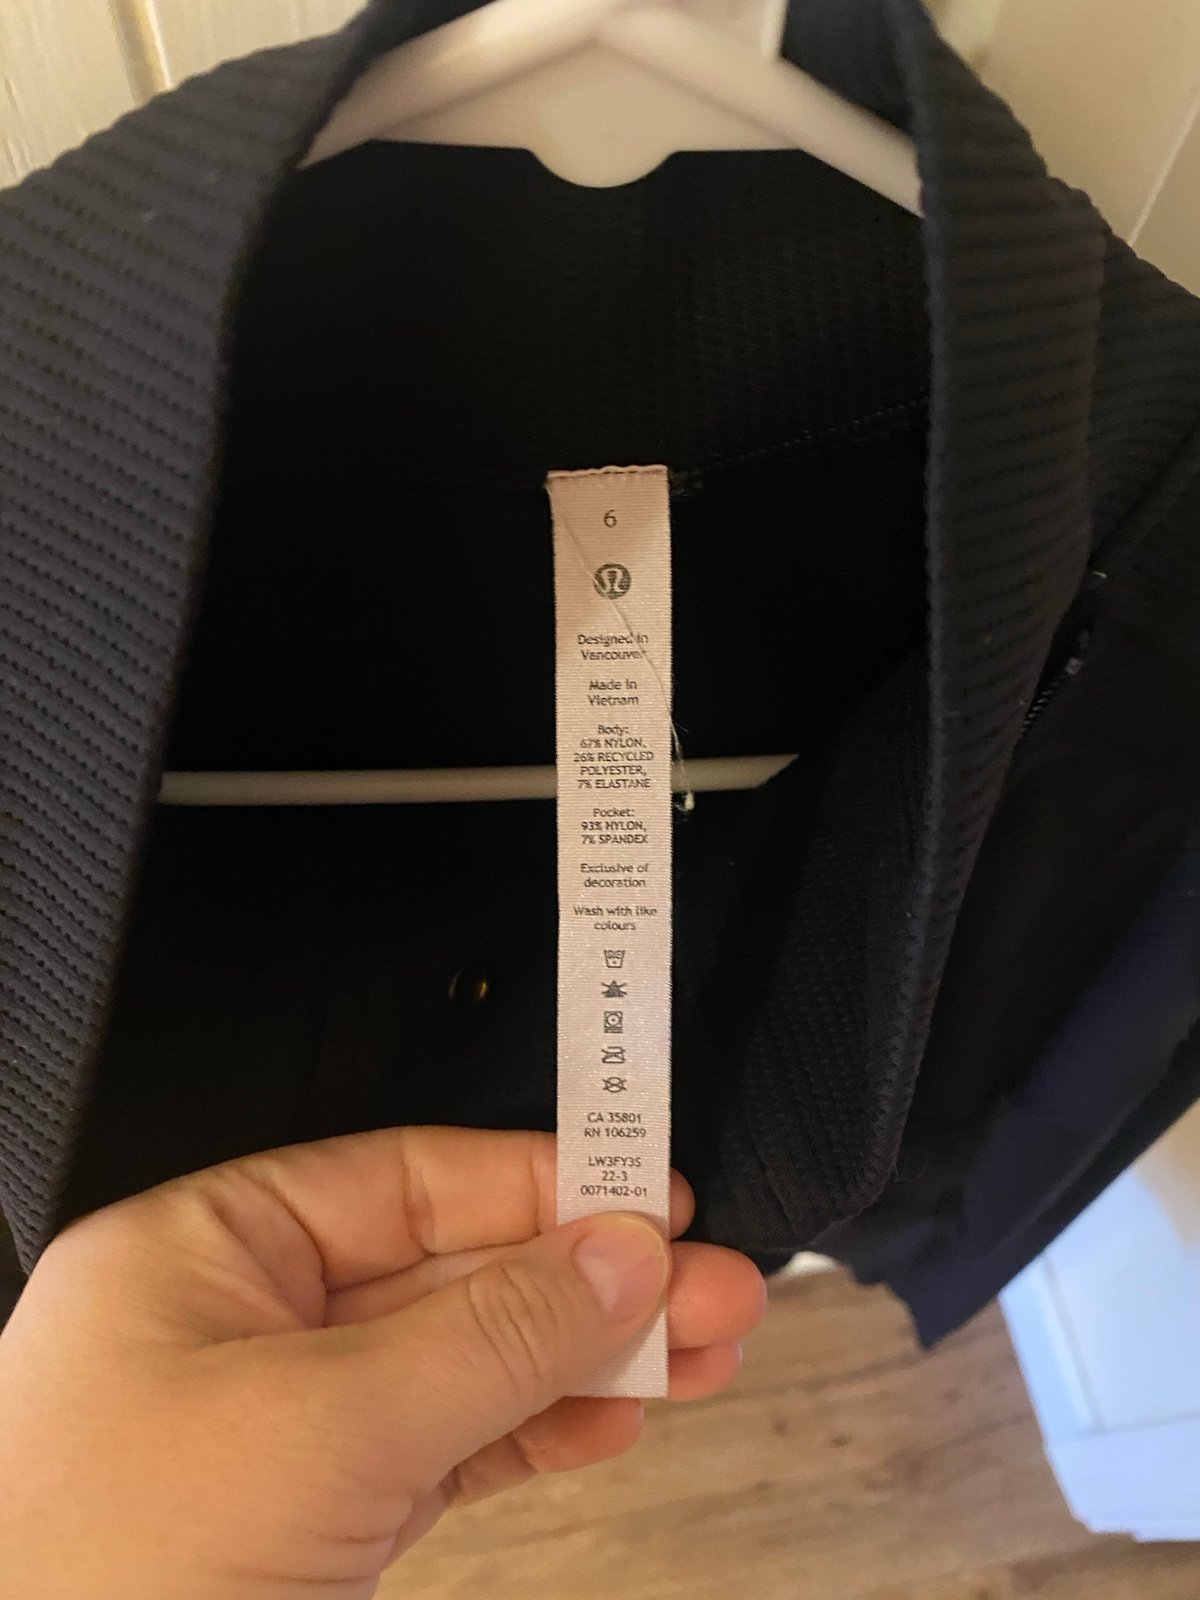 6
Designed in
Vancouver
Made in
Vietnam
Body:
67% NYLON,
26% RECYCLED
POLYESTER,
7% ELASTANE
Pocket:
93% NYLON,
7% SPANDEX
Exclusive of
decoration
Wash with like
colours
CA 35801
RN 106259
LW3FY3S
22-3
0071402-01